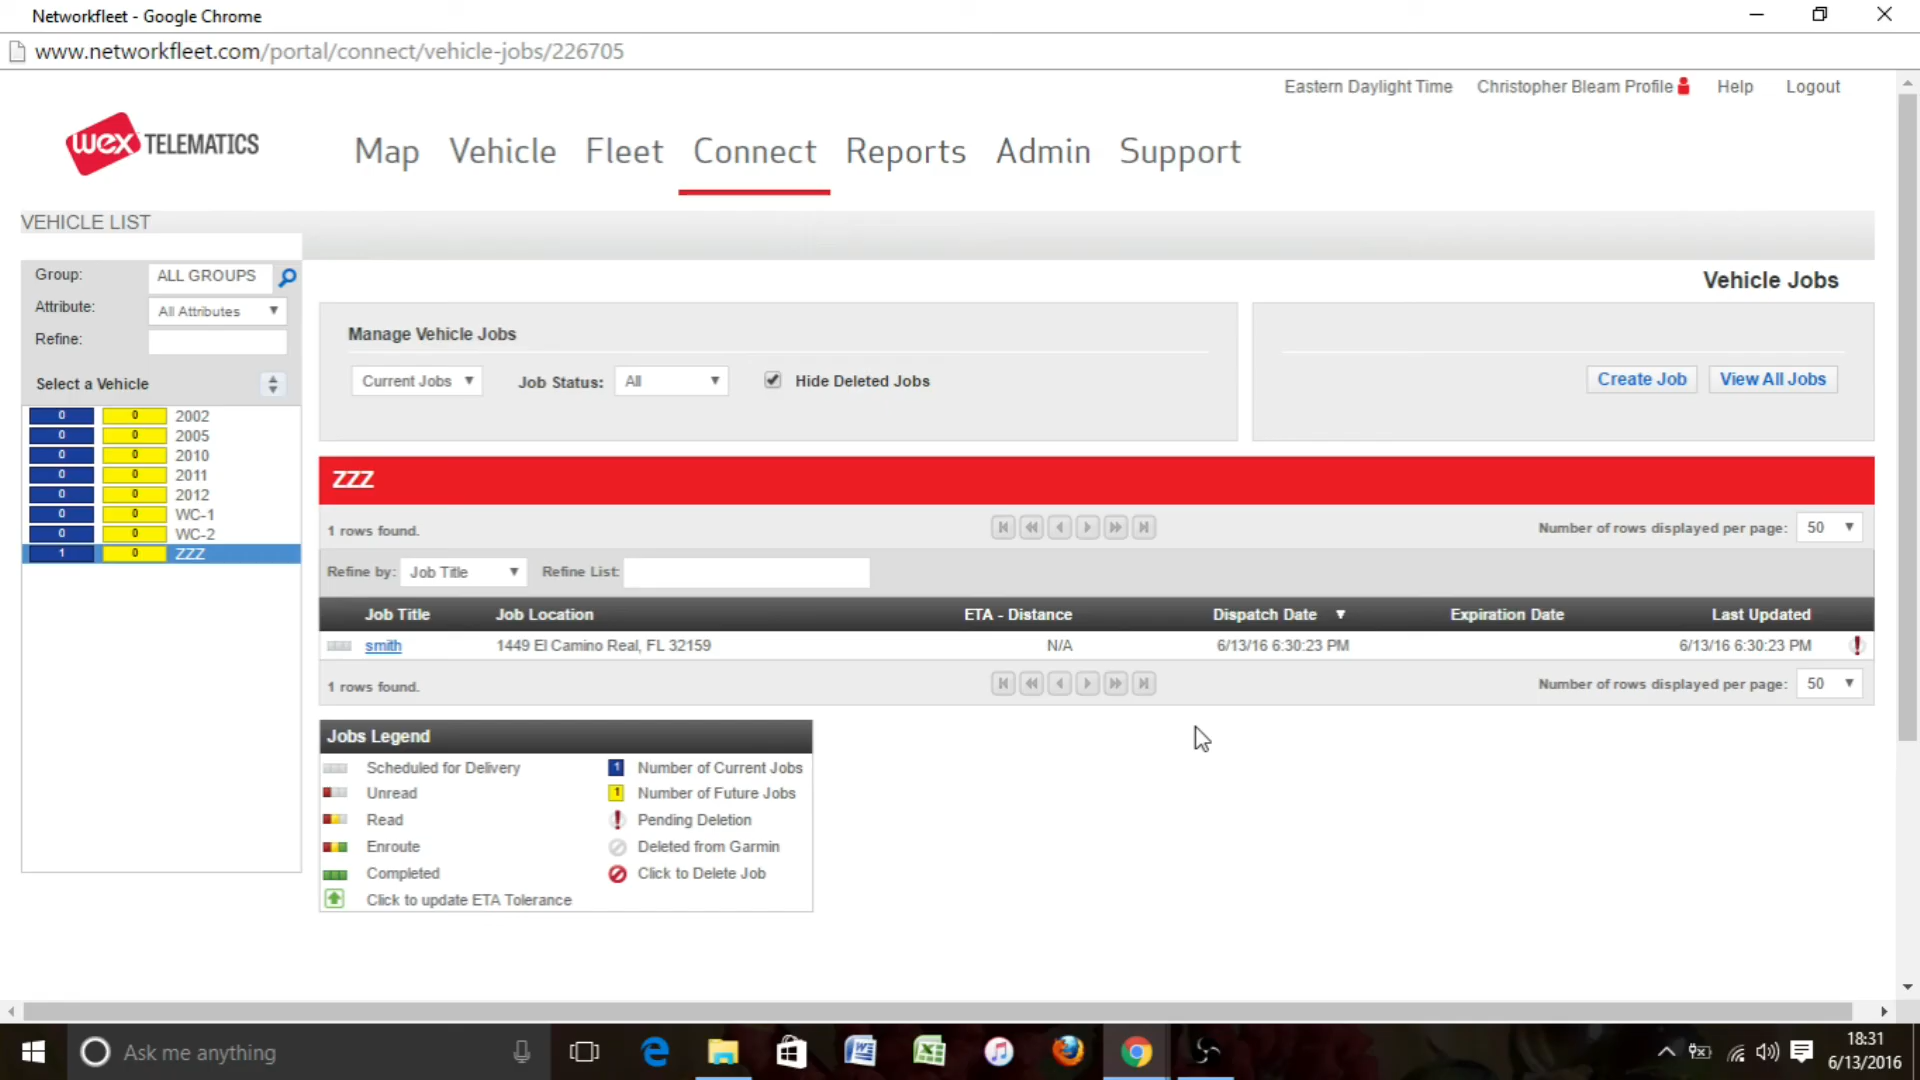 Networkfleet - Google Chrome
www.networkfleet.com/portal/connect/vehicle-jobs/226705
Eastern Daylight Time Christopher Bleam Profile Help Logout
wex TELEMATICS
Map Vehicle Fleet Connect Reports Admin Support
VEHICLE LIST
Group: ALL GROUPS
Attribute: All Attributes
Refine:
Select a Vehicle
0 0 2002
0 0 2005
0 0 2010
0 0 2011
0 0 2012
0 0 WC-1
0 0 WC-2
1 0 ZZZ
Vehicle Jobs
Manage Vehicle Jobs
Current Jobs Job Status: All Hide Deleted Jobs
Create Job View All Jobs
ZZZ
1 rows found. Number of rows displayed per page: 50
Refine by: Job Title Refine List:
Job Title Job Location ETA - Distance Dispatch Date Expiration Date Last Updated
smith 1449 El Camino Real, FL 32159 N/A 6/13/16 6:30:23 PM 6/13/16 6:30:23 PM
1 rows found. Number of rows displayed per page: 50
Jobs Legend
Scheduled for Delivery 1 Number of Current Jobs
Unread 1 Number of Future Jobs
Read Pending Deletion
Enroute Deleted from Garmin
Completed Click to Delete Job
Click to update ETA Tolerance
Ask me anything
18:31
6/13/2016